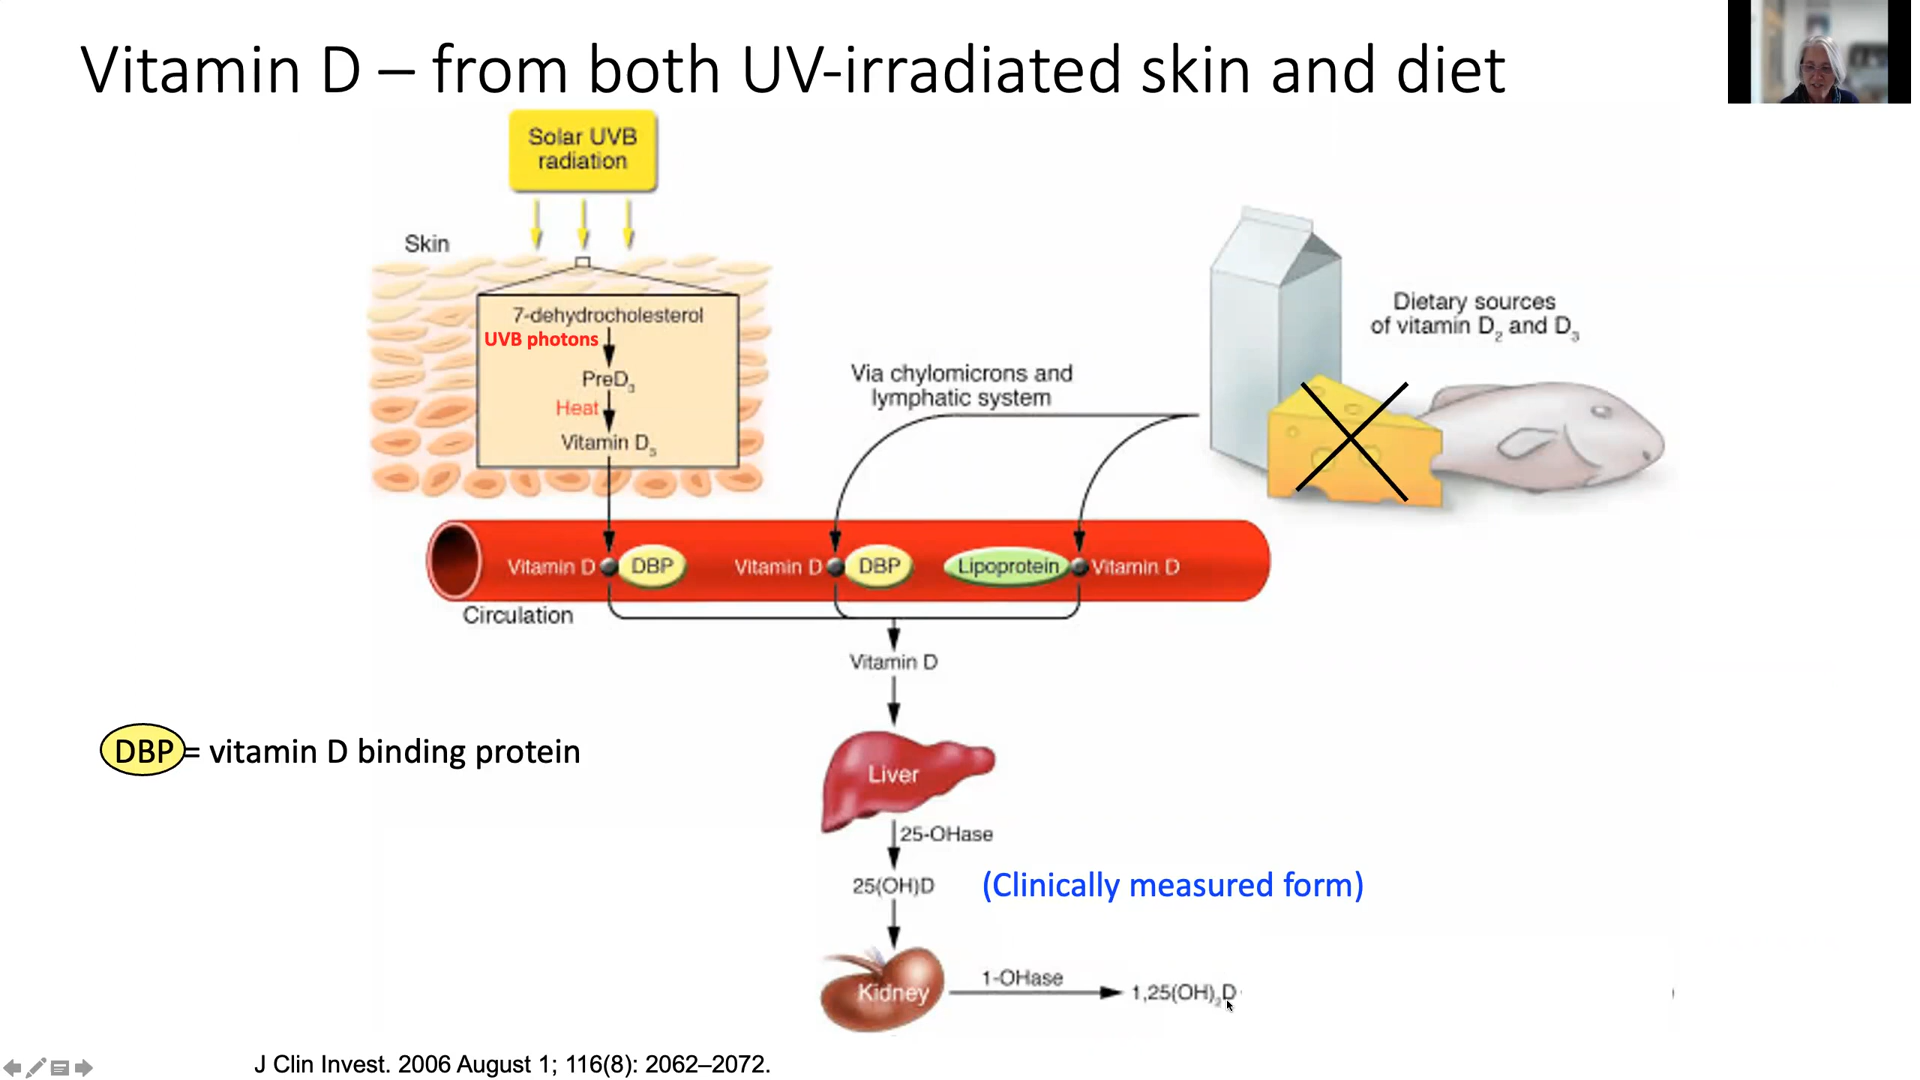 Vitamin D – from both UV-irradiated skin and diet
Solar UVB
radiation
Skin
7-dehydrocholesterol
UVB photons
PreD₃
Heat
Vitamin D₃
Via chylomicrons and
lymphatic system
Dietary sources
of vitamin D₂ and D₃
Vitamin D DBP Vitamin D DBP Lipoprotein Vitamin D
Circulation
Vitamin D
DBP = vitamin D binding protein
Liver
25-OHase
25(OH)D (Clinically measured form)
Kidney
1-OHase
1,25(OH)₂D
J Clin Invest. 2006 August 1; 116(8): 2062–2072.